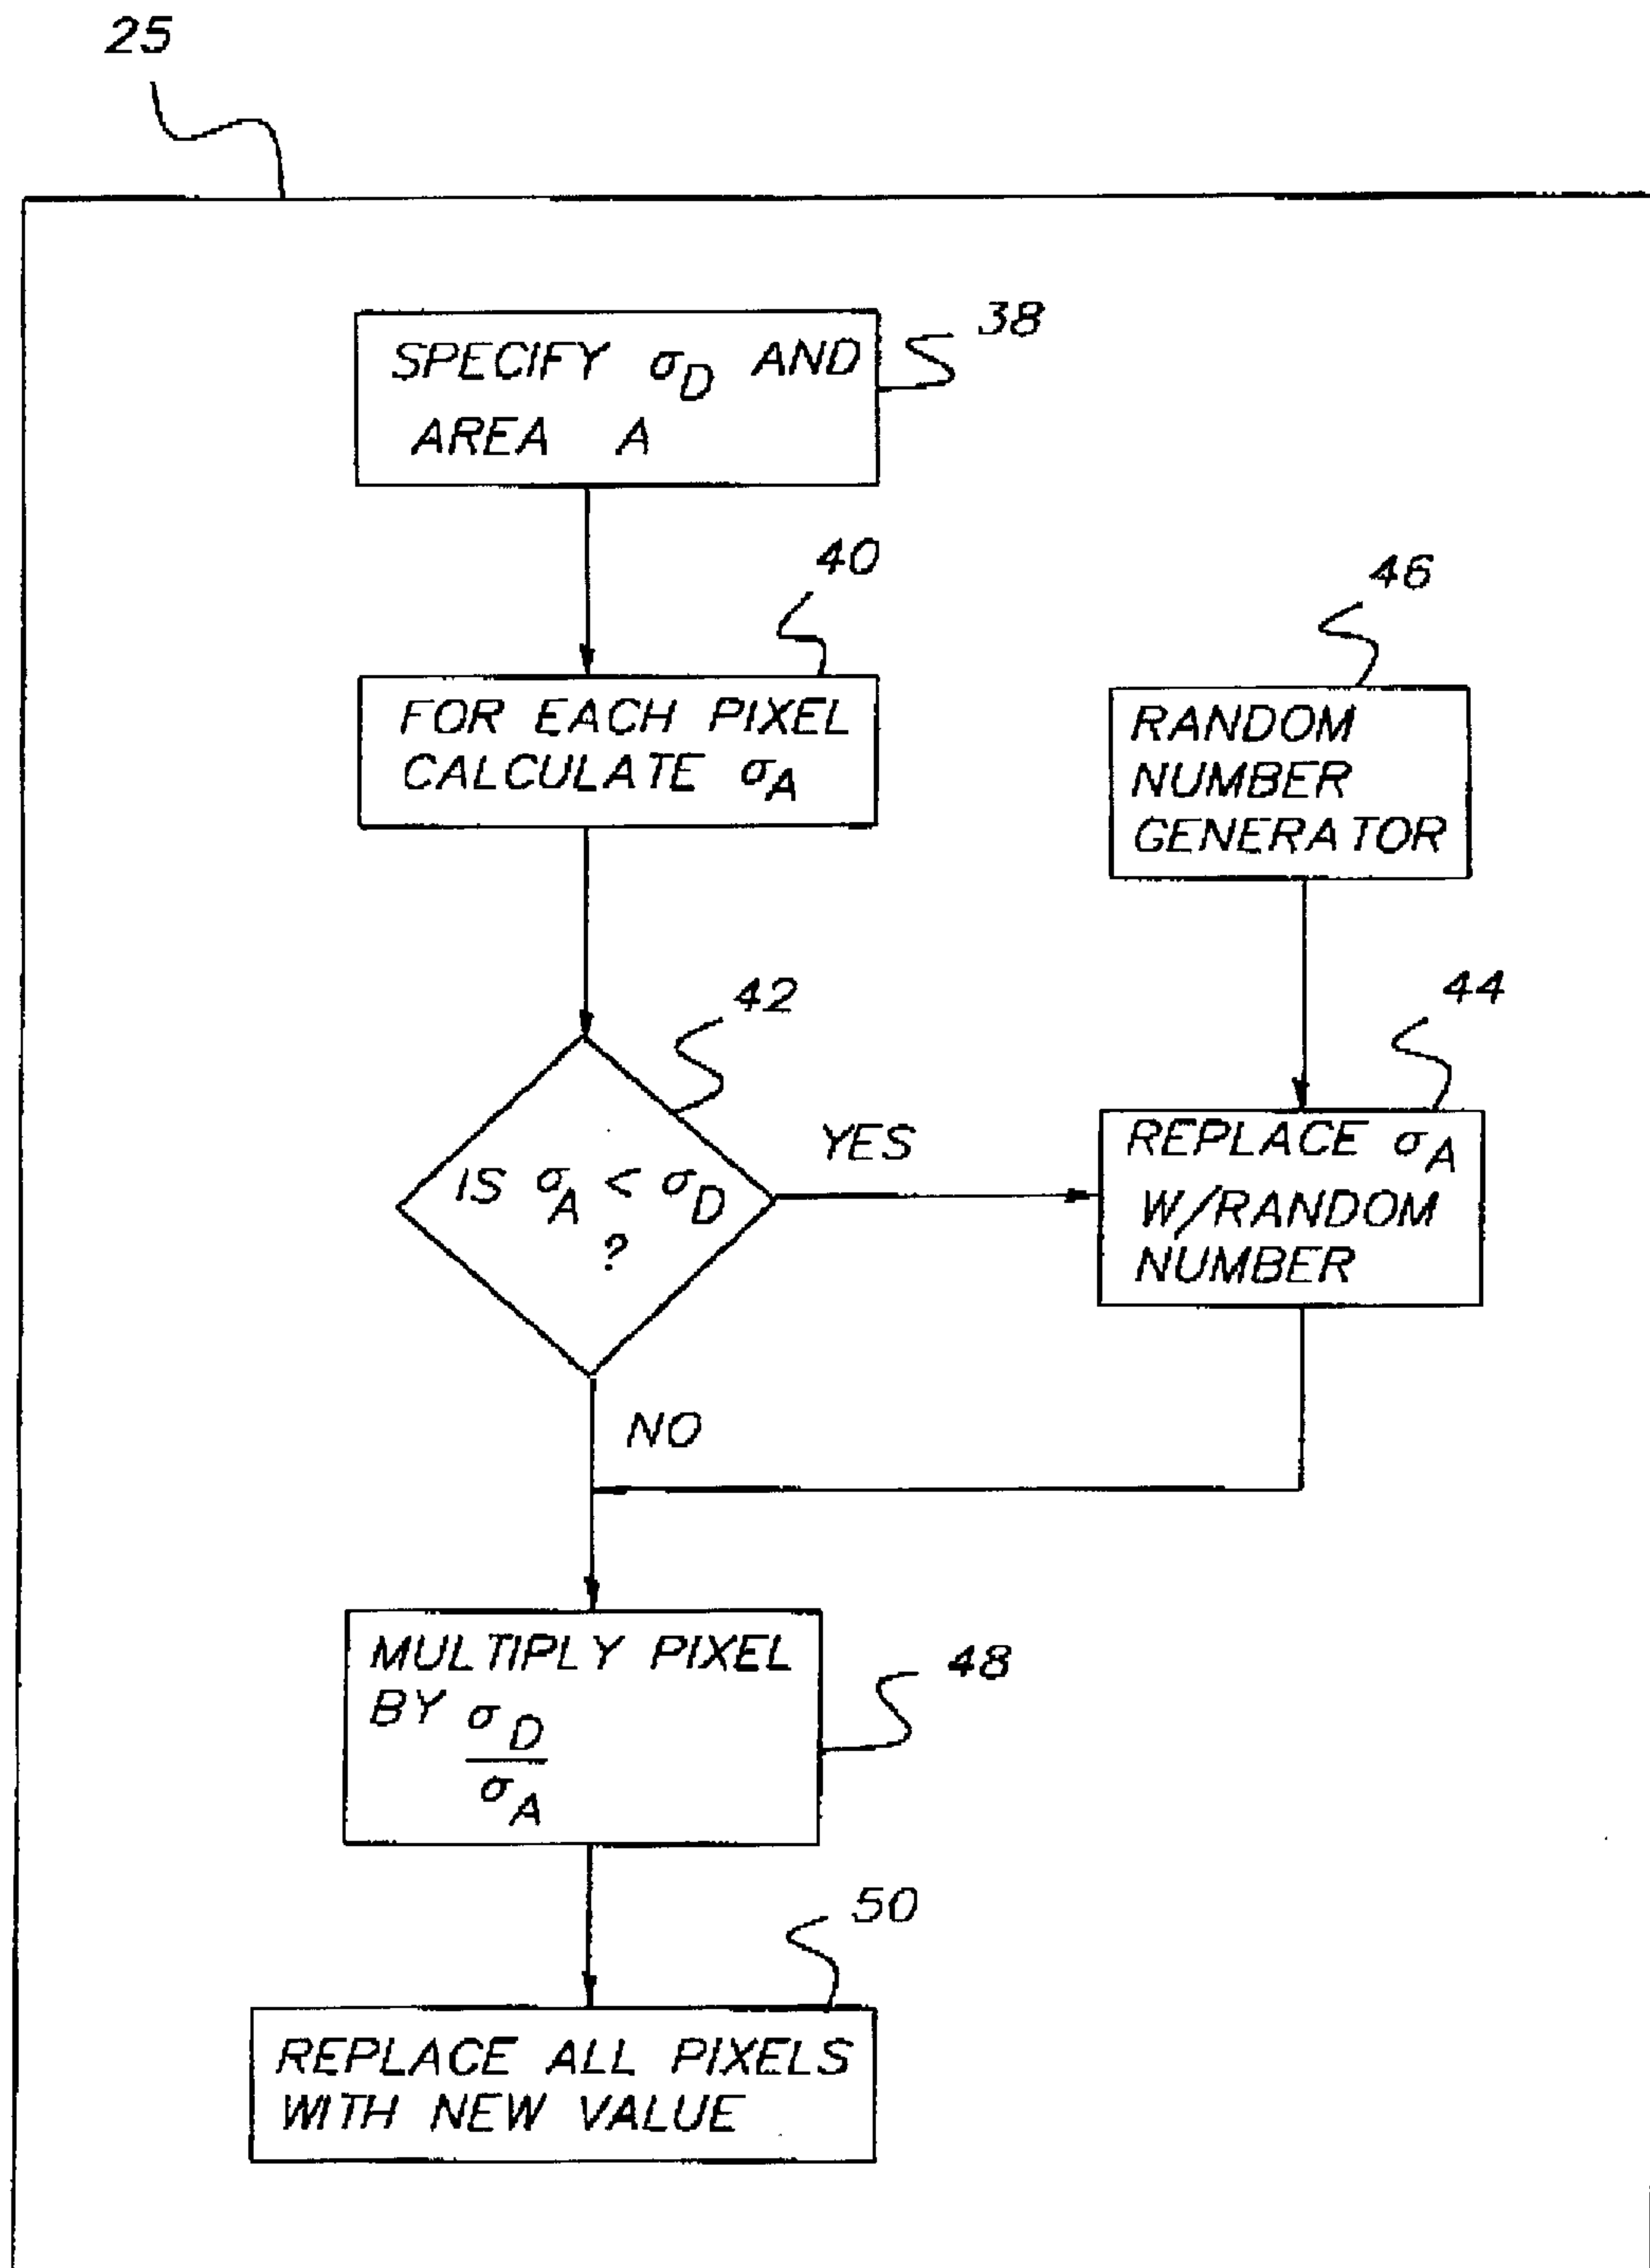 25
SPECIFY σD AND
AREA A
38
40
FOR EACH PIXEL
CALCULATE σA
46
RANDOM
NUMBER
GENERATOR
42
IS σA < σD
?
YES
44
REPLACE σA
W/RANDOM
NUMBER
NO
MULTIPLY PIXEL
BY σD
σA
48
50
REPLACE ALL PIXELS
WITH NEW VALUE